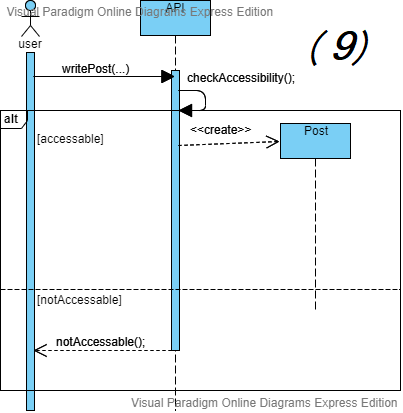 Visual Paradigm Online Diagrams Express Edition
API
user
(9)
writePost(...)
checkAccessibility();
alt
[accessable]
<<create>>
Post
[notAccessable]
notAccessable();
Visual Paradigm Online Diagrams Express Edition